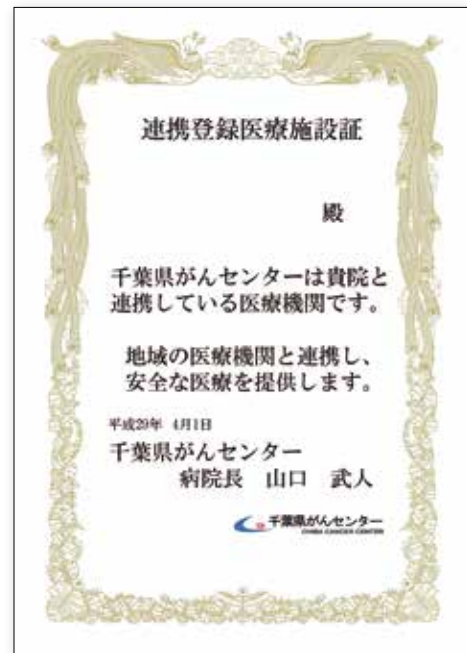 連携登録医療施設証
殿
千葉県がんセンターは貴院と
連携している医療機関です。
地域の医療機関と連携し、
安全な医療を提供します。
平成29年 4月1日
千葉県がんセンター
病院長 山口 武人
千葉県がんセンター
CHIBA CANCER CENTER